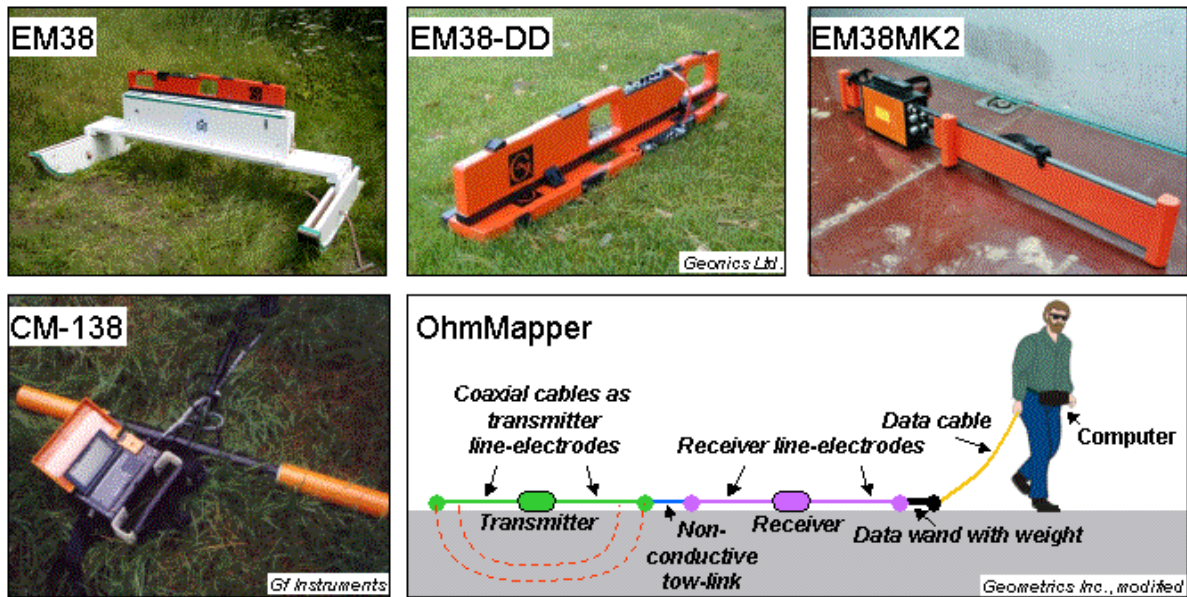 EM38
EM38-DD
Geonics Ltd.
EM38MK2
CM-138
Gf Instruments
OhmMapper
Coaxial cables as
transmitter
line-electrodes
Receiver line-electrodes
Data cable
Computer
Transmitter
Non-
conductive
tow-link
Receiver
Data wand with weight
Geometrics Inc., modified